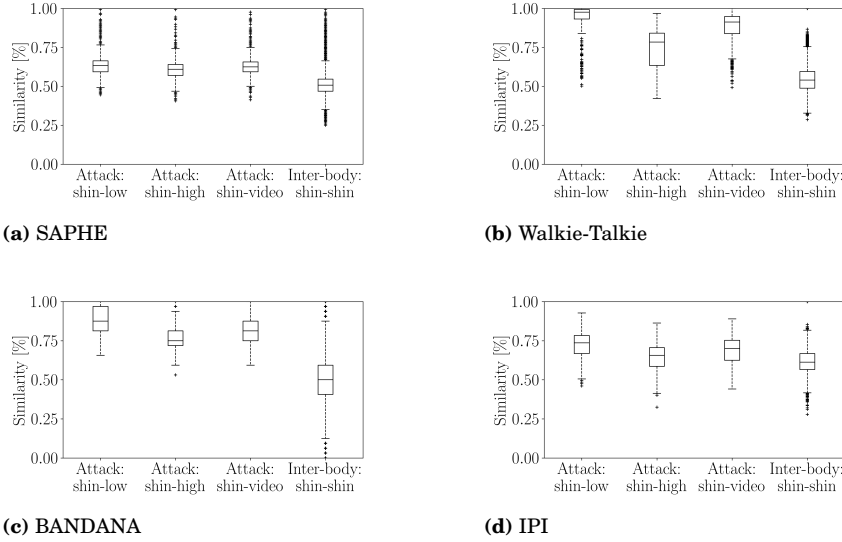 1.00
0.75
0.50
0.25
0.00
Similarity [%]
Attack: Attack: Attack: Inter-body:
shin-low shin-high shin-video shin-shin
(a) SAPHE
1.00
0.75
0.50
0.25
0.00
Similarity [%]
Attack: Attack: Attack: Inter-body:
shin-low shin-high shin-video shin-shin
(b) Walkie-Talkie
1.00
0.75
0.50
0.25
0.00
Similarity [%]
Attack: Attack: Attack: Inter-body:
shin-low shin-high shin-video shin-shin
(c) BANDANA
1.00
0.75
0.50
0.25
0.00
Similarity [%]
Attack: Attack: Attack: Inter-body:
shin-low shin-high shin-video shin-shin
(d) IPI